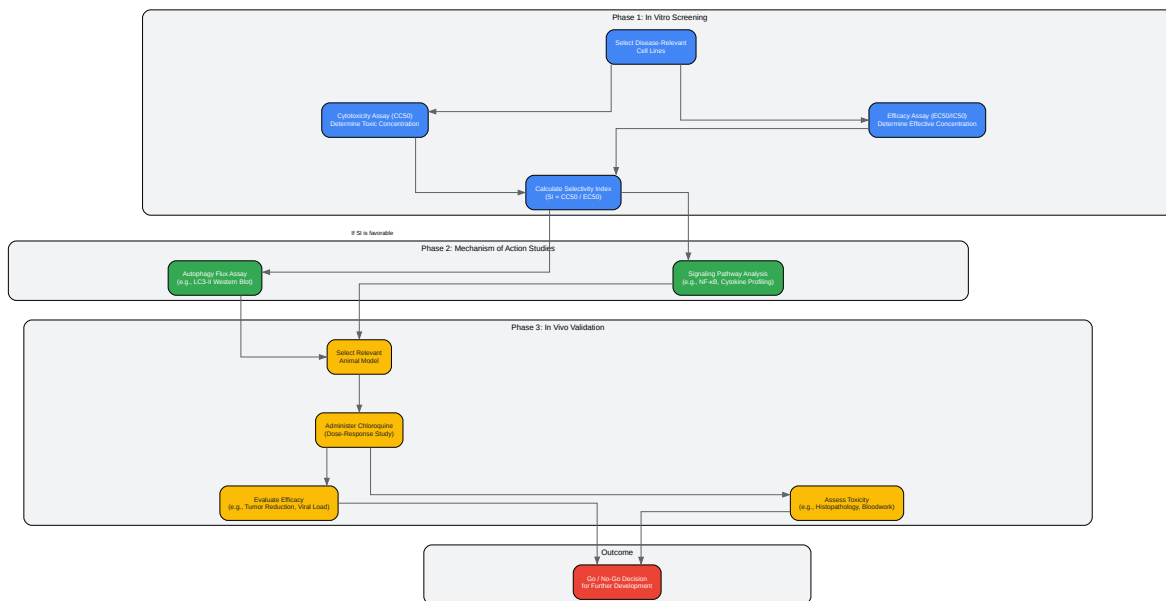 Phase 1: In Vitro Screening
Select Disease-Relevant
Cell Lines
Cytotoxicity Assay (CC50)
Determine Toxic Concentration
Efficacy Assay (EC50/IC50)
Determine Effective Concentration
Calculate Selectivity Index
(SI = CC50 / EC50)
If SI is favorable
Phase 2: Mechanism of Action Studies
Autophagy Flux Assay
(e.g., LC3-II Western Blot)
Signaling Pathway Analysis
(e.g., NF-κB, Cytokine Profiling)
Phase 3: In Vivo Validation
Select Relevant
Animal Model
Administer Chloroquine
(Dose-Response Study)
Evaluate Efficacy
(e.g., Tumor Reduction, Viral Load)
Assess Toxicity
(e.g., Histopathology, Bloodwork)
Outcome
Go / No-Go Decision
for Further Development